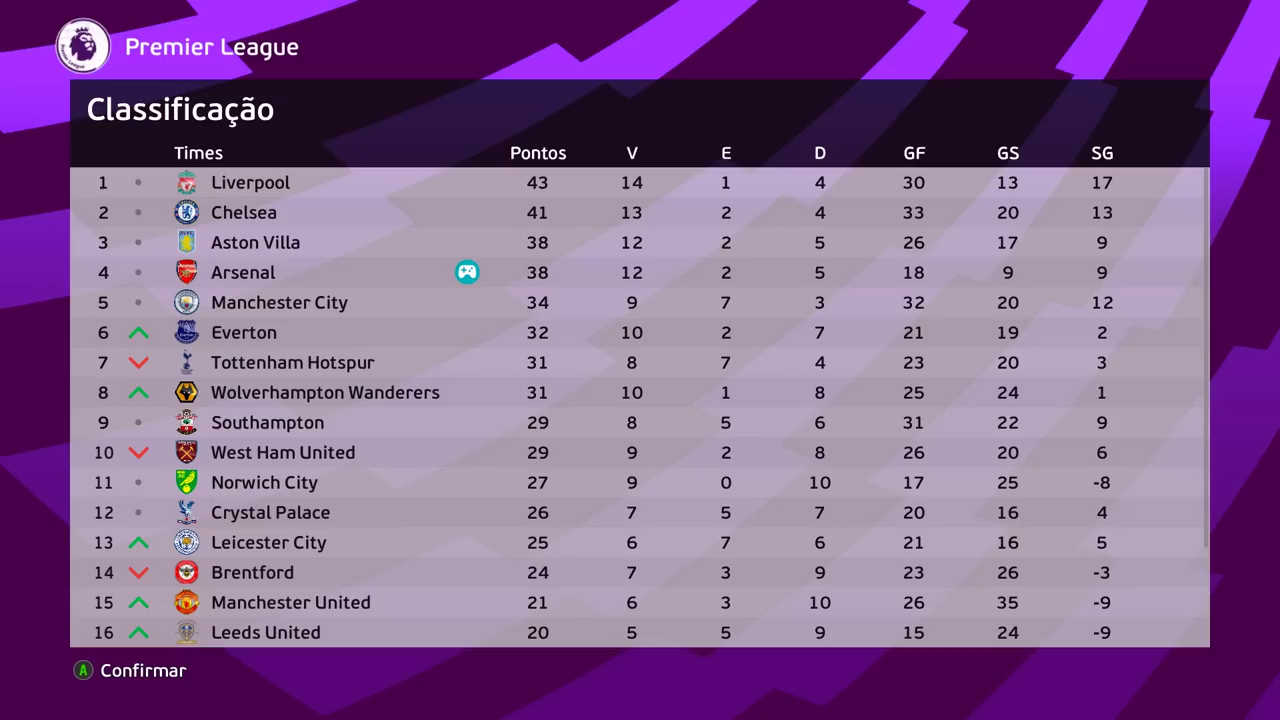 Premier League
Classificação
Times Pontos V E D GF GS SG
1 Liverpool 43 14 1 4 30 13 17
2 Chelsea 41 13 2 4 33 20 13
3 Aston Villa 38 12 2 5 26 17 9
4 Arsenal 38 12 2 5 18 9 9
5 Manchester City 34 9 7 3 32 20 12
6 Everton 32 10 2 7 21 19 2
7 Tottenham Hotspur 31 8 7 4 23 20 3
8 Wolverhampton Wanderers 31 10 1 8 25 24 1
9 Southampton 29 8 5 6 31 22 9
10 West Ham United 29 9 2 8 26 20 6
11 Norwich City 27 9 0 10 17 25 -8
12 Crystal Palace 26 7 5 7 20 16 4
13 Leicester City 25 6 7 6 21 16 5
14 Brentford 24 7 3 9 23 26 -3
15 Manchester United 21 6 3 10 26 35 -9
16 Leeds United 20 5 5 9 15 24 -9
A Confirmar